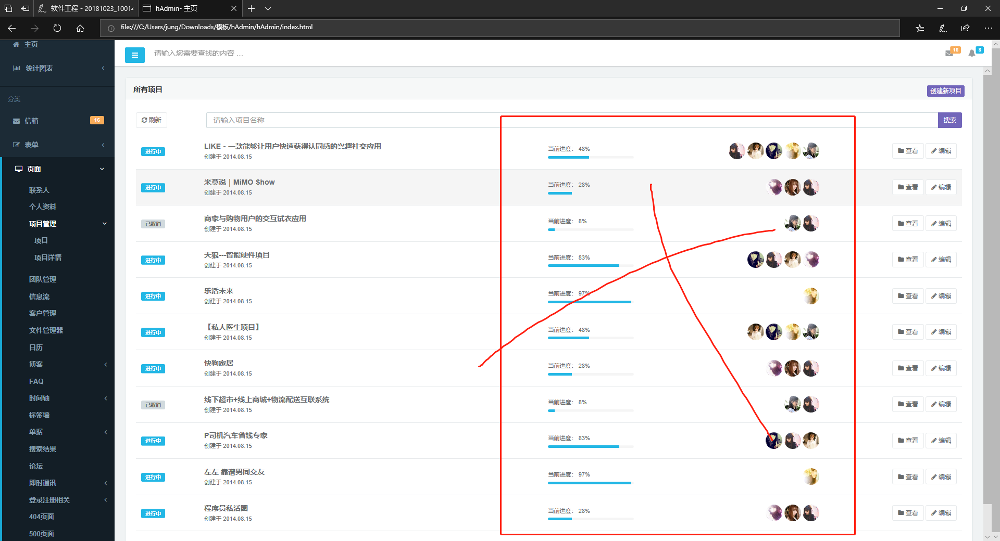 软件工程 - 20181023_10014
hAdmin- 主页
file:///C:/Users/jung/Downloads/模板/hAdmin/hAdmin/index.html
主页
统计图表
分类
信箱 16
表单
页面
联系人
个人资料
项目管理
项目
项目详情
团队管理
信息流
客户管理
文件管理器
日历
博客
FAQ
时间轴
标签墙
单据
搜索结果
论坛
即时通讯
登录注册相关
404页面
500页面
请输入您需要查找的内容 …
16 8
所有项目 创建新项目
刷新 请输入项目名称 搜索
进行中 LIKE - 一款能够让用户快速获得认同感的兴趣社交应用 当前进度： 48% 查看 编辑
创建于 2014.08.15
进行中 米莫说｜MiMO Show 当前进度： 28% 查看 编辑
创建于 2014.08.15
已取消 商家与购物用户的交互试衣应用 当前进度： 8% 查看 编辑
创建于 2014.08.15
进行中 天狼---智能硬件项目 当前进度： 83% 查看 编辑
创建于 2014.08.15
进行中 乐活未来 当前进度： 97% 查看 编辑
创建于 2014.08.15
进行中 【私人医生项目】 当前进度： 48% 查看 编辑
创建于 2014.08.15
进行中 快狗家居 当前进度： 28% 查看 编辑
创建于 2014.08.15
已取消 线下超市+线上商城+物流配送互联系统 当前进度： 8% 查看 编辑
创建于 2014.08.15
进行中 P司机汽车省钱专家 当前进度： 83% 查看 编辑
创建于 2014.08.15
进行中 左左 靠谱男同交友 当前进度： 97% 查看 编辑
创建于 2014.08.15
进行中 程序员私活圈 当前进度： 28% 查看 编辑
创建于 2014.08.15